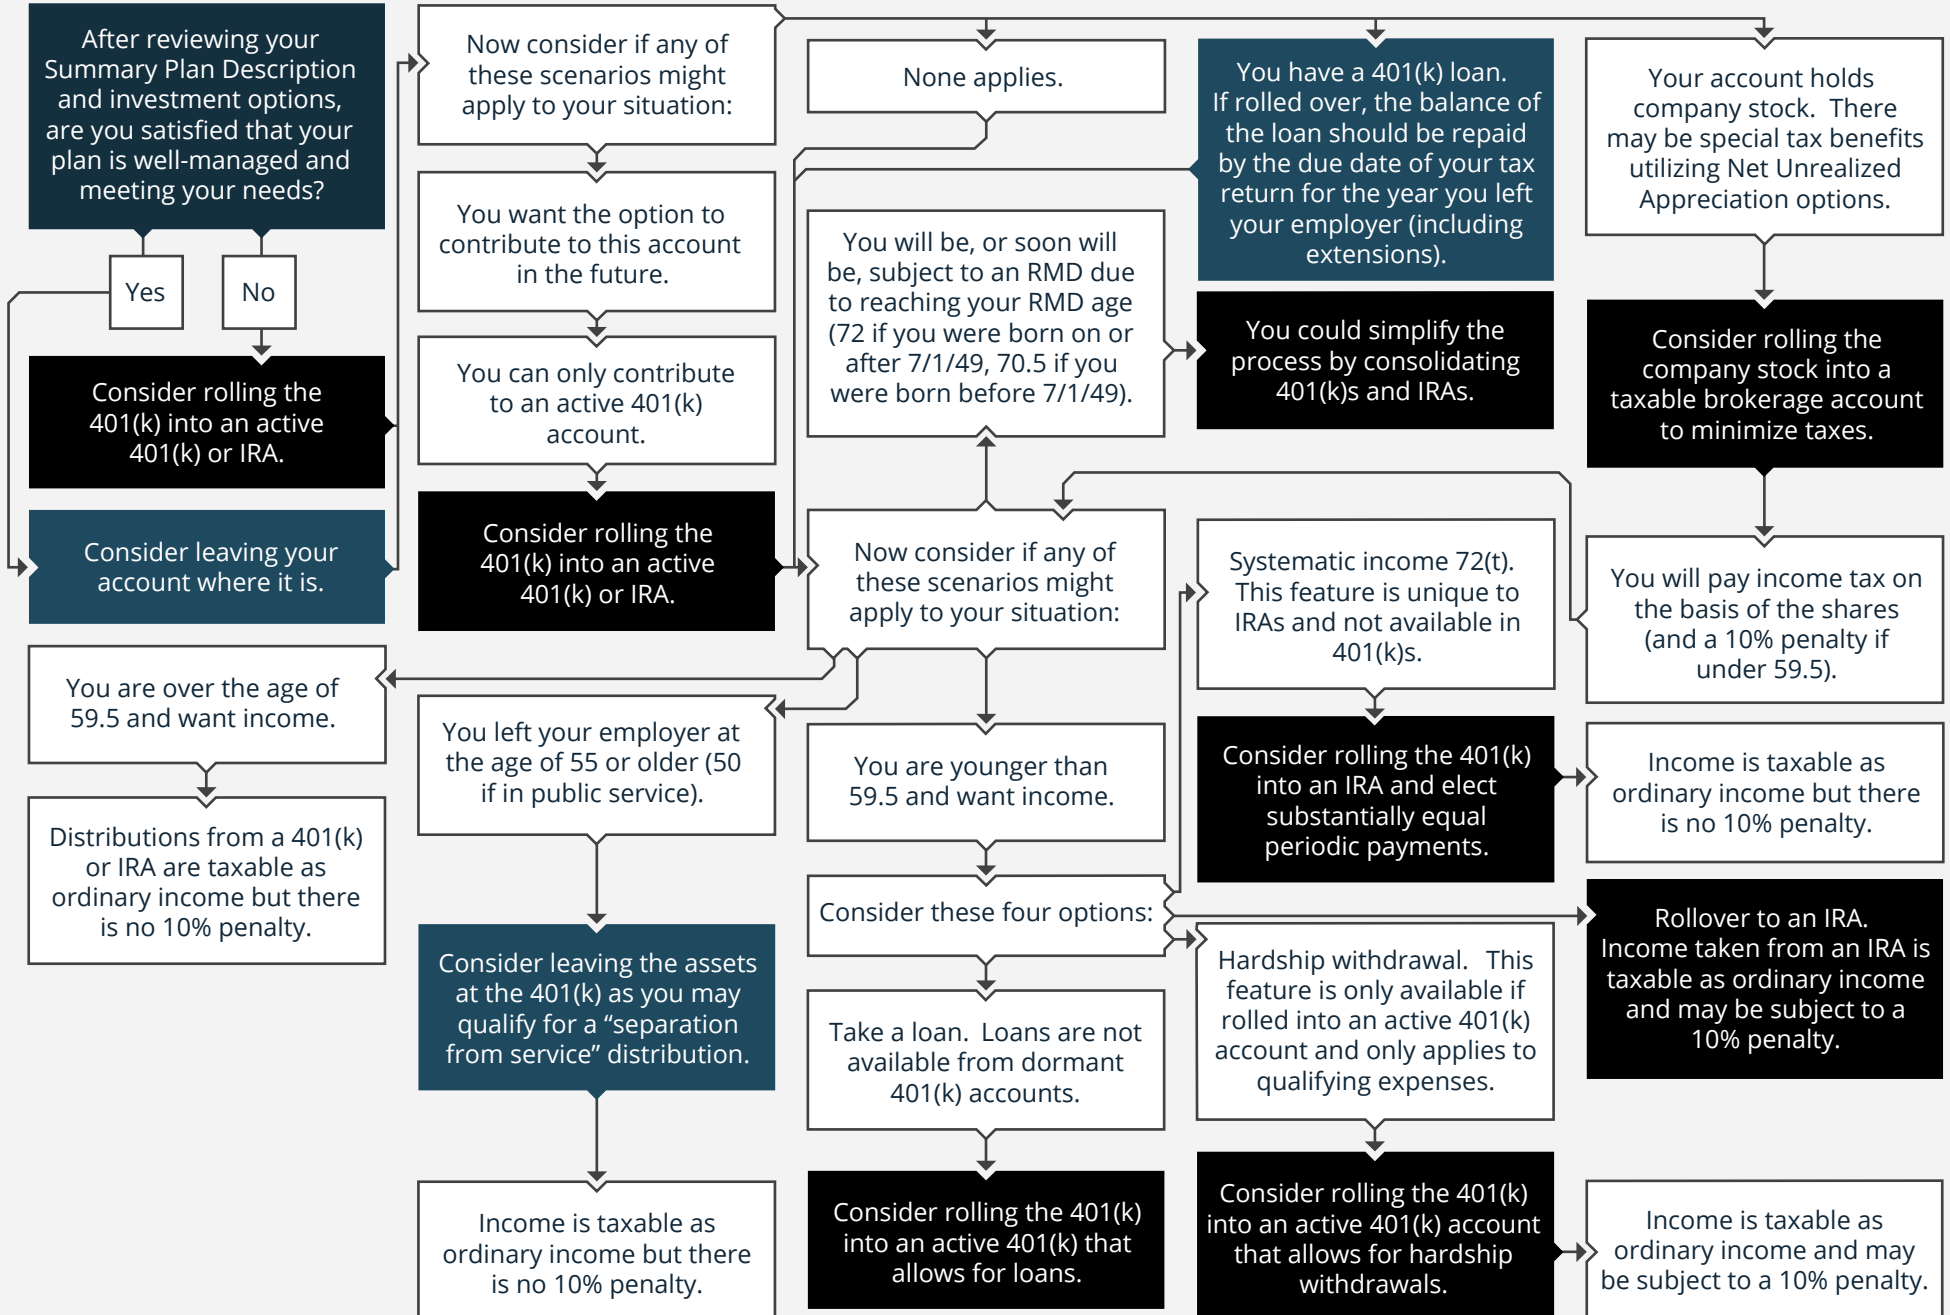 After reviewing your
Summary Plan Description
and investment options,
are you satisfied that your
plan is well-managed and
meeting your needs?
Yes
No
Consider rolling the
401(k) into an active
401(k) or IRA.
Consider leaving your
account where it is.
Now consider if any of
these scenarios might
apply to your situation:
You want the option to
contribute to this account
in the future.
You can only contribute
to an active 401(k)
account.
Consider rolling the
401(k) into an active
401(k) or IRA.
None applies.
You have a 401(k) loan.
If rolled over, the balance of
the loan should be repaid
by the due date of your tax
return for the year you left
your employer (including
extensions).
Your account holds
company stock. There
may be special tax benefits
utilizing Net Unrealized
Appreciation options.
Consider rolling the
company stock into a
taxable brokerage account
to minimize taxes.
You will pay income tax on
the basis of the shares
(and a 10% penalty if
under 59.5).
Now consider if any of
these scenarios might
apply to your situation:
You will be, or soon will
be, subject to an RMD due
to reaching your RMD age
(72 if you were born on or
after 7/1/49, 70.5 if you
were born before 7/1/49).
You could simplify the
process by consolidating
401(k)s and IRAs.
You are over the age of
59.5 and want income.
Distributions from a 401(k)
or IRA are taxable as
ordinary income but there
is no 10% penalty.
You left your employer at
the age of 55 or older (50
if in public service).
Consider leaving the assets
at the 401(k) as you may
qualify for a “separation
from service” distribution.
Income is taxable as
ordinary income but there
is no 10% penalty.
You are younger than
59.5 and want income.
Consider these four options:
Take a loan. Loans are not
available from dormant
401(k) accounts.
Consider rolling the 401(k)
into an active 401(k) that
allows for loans.
Systematic income 72(t).
This feature is unique to
IRAs and not available in
401(k)s.
Consider rolling the 401(k)
into an IRA and elect
substantially equal
periodic payments.
Income is taxable as
ordinary income but there
is no 10% penalty.
Rollover to an IRA.
Income taken from an IRA is
taxable as ordinary income
and may be subject to a
10% penalty.
Hardship withdrawal. This
feature is only available if
rolled into an active 401(k)
account and only applies to
qualifying expenses.
Consider rolling the 401(k)
into an active 401(k) account
that allows for hardship
withdrawals.
Income is taxable as
ordinary income and may
be subject to a 10% penalty.